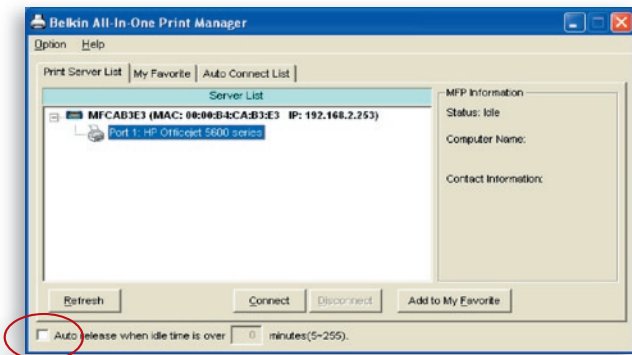 Belkin All-In-One Print Manager
Option Help
Print Server List My Favorite Auto Connect List
Server List
MFCAB3E3 (MAC: 00:00:B4:CA:B3:E3 IP: 192.168.2.253)
Port 1: HP Officejet 5600 series
MFP Information
Status: Idle
Computer Name:
Contact Information:
Refresh Connect Disconnect Add to My Favorite
Auto release when idle time is over 0 minutes(5~255).